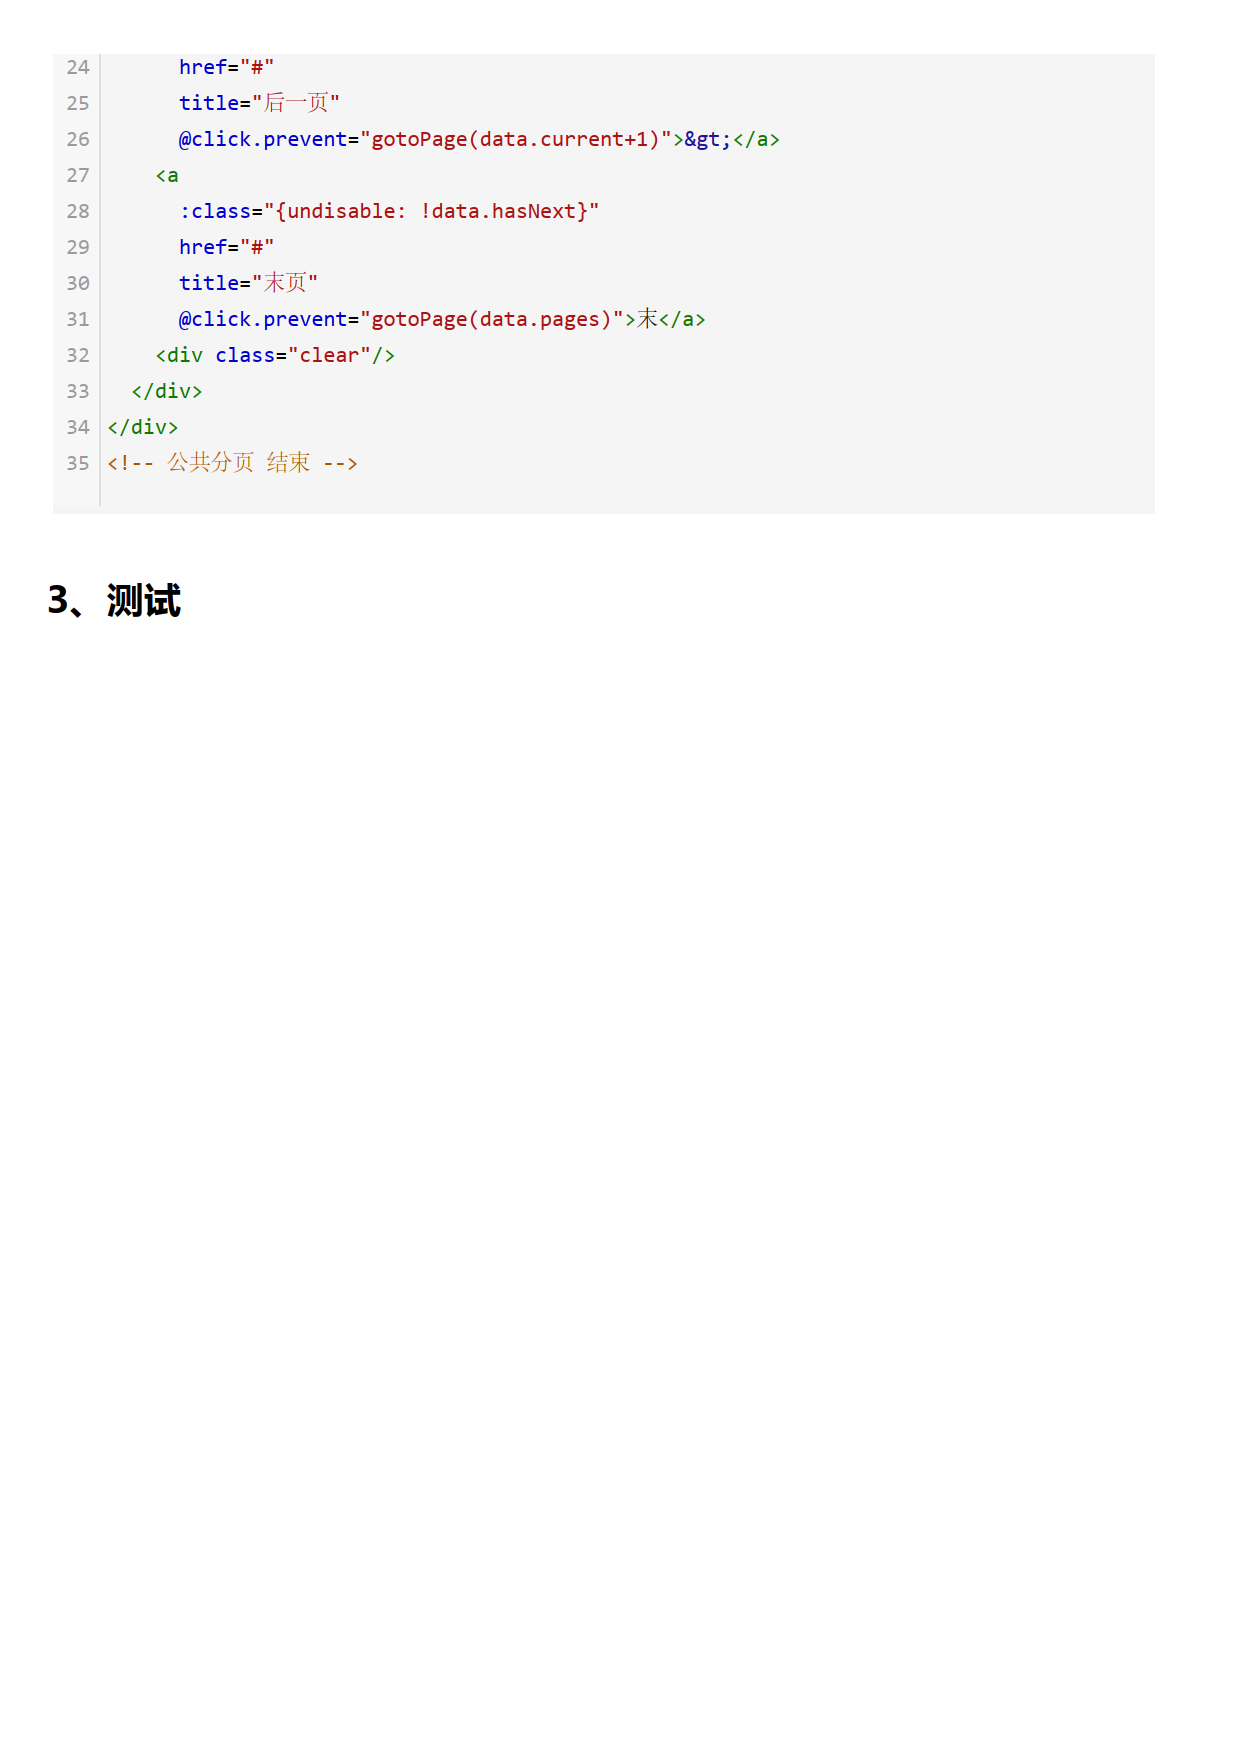 24       href="#"
25       title="后一页"
26       @click.prevent="gotoPage(data.current+1)">&gt;</a>
27     <a
28       :class="{undisable: !data.hasNext}"
29       href="#"
30       title="末页"
31       @click.prevent="gotoPage(data.pages)">末</a>
32     <div class="clear"/>
33   </div>
34 </div>
35 <!-- 公共分页 结束 -->
3、测试